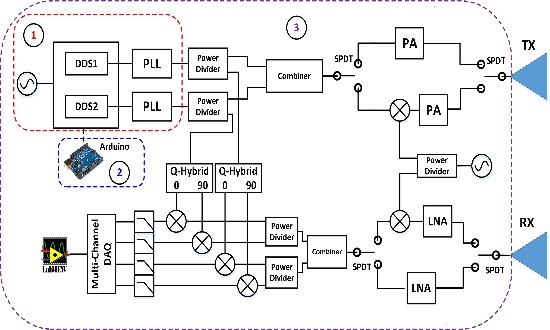 1
3
TX
PA
SPDT
SPDT
DDS1
PLL
Power
Divider
Combiner
DDS2
PLL
Power
Divider
PA
Arduino
2
Q-Hybrid
0 90
Q-Hybrid
0 90
Power
Divider
RX
LNA
Multi-Channel
DAQ
Power
Divider
Combiner
SPDT
SPDT
LabVIEW
Power
Divider
LNA